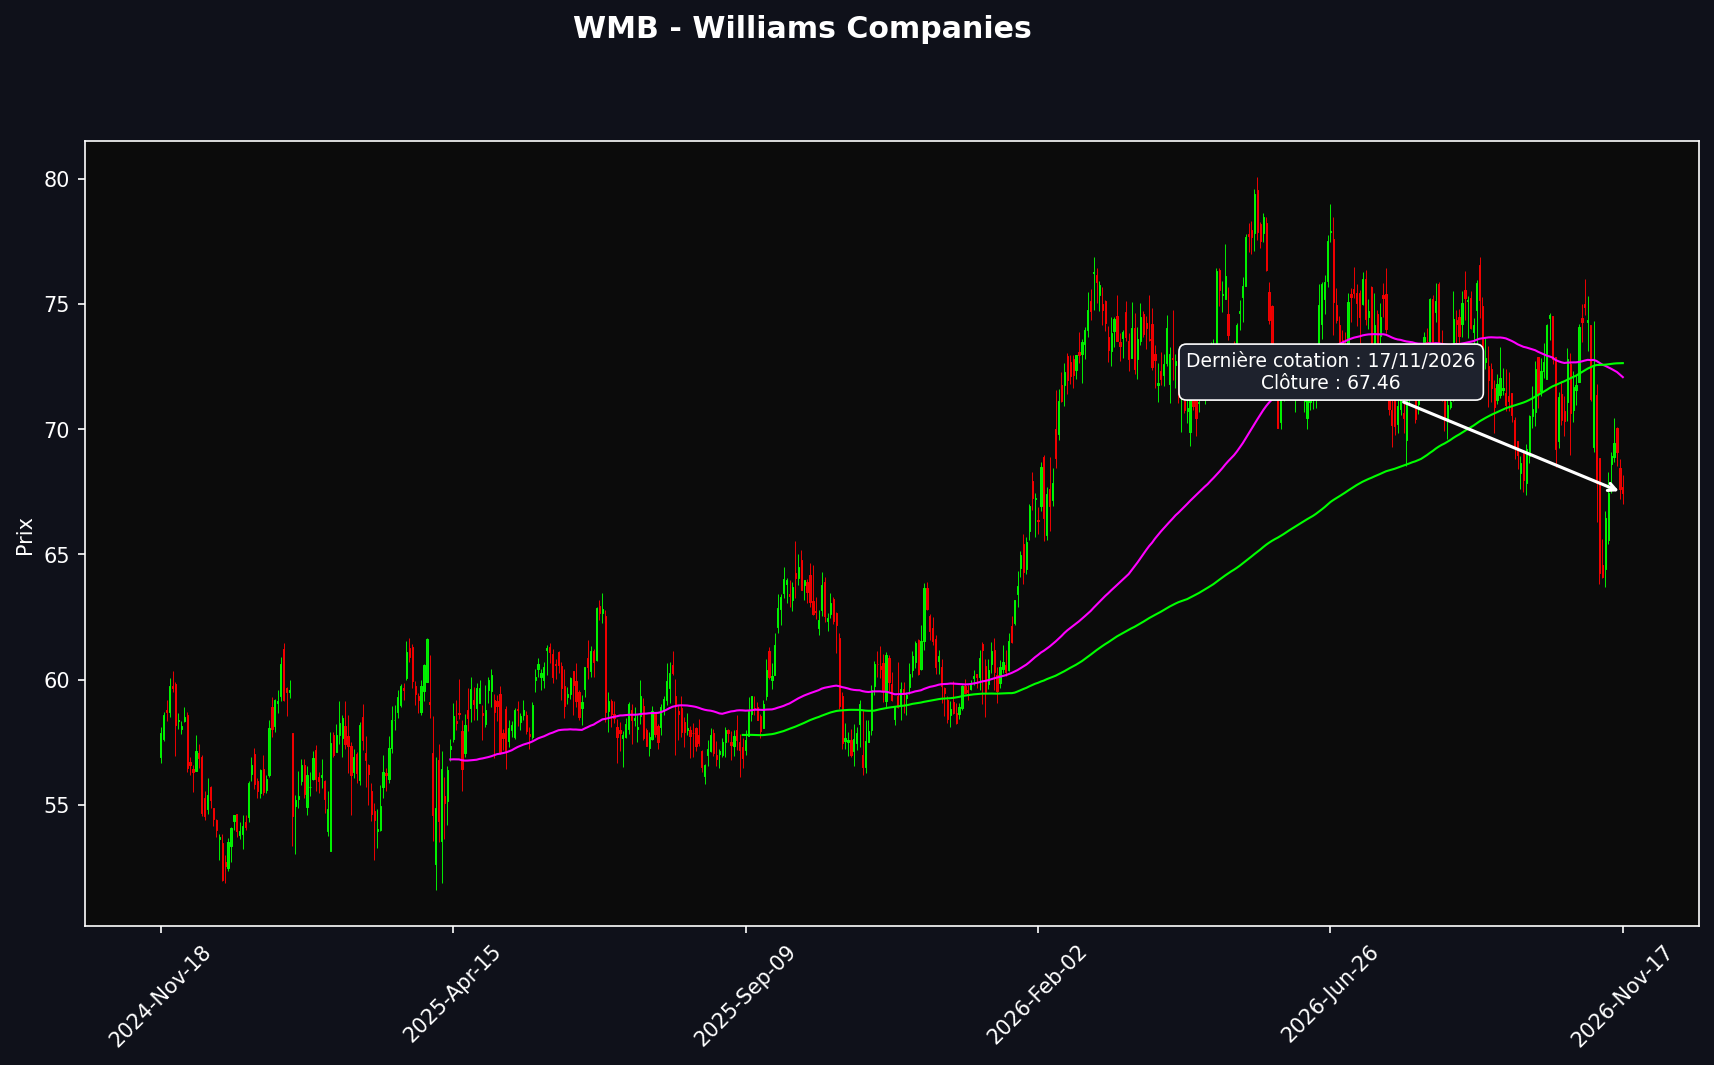 WMB - Williams Companies
80
75
70
65
60
55
Prix
Dernière cotation : 17/11/2026
Clôture : 67.46
2024-Nov-18
2025-Apr-15
2025-Sep-09
2026-Feb-02
2026-Jun-26
2026-Nov-17